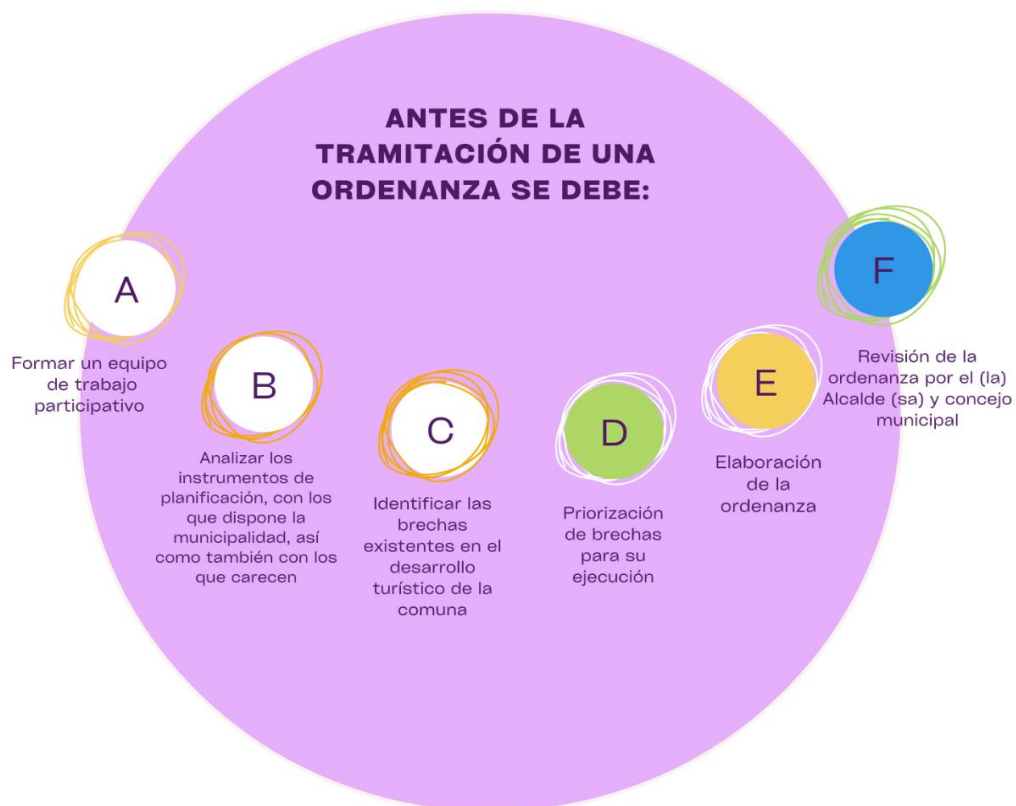 ANTES DE LA
TRAMITACIÓN DE UNA
ORDENANZA SE DEBE:
A
Formar un equipo
de trabajo
participativo
B
Analizar los
instrumentos de
planificación, con los
que dispone la
municipalidad, así
como también con los
que carecen
C
Identificar las
brechas
existentes en el
desarrollo
turístico de la
comuna
D
Priorización
de brechas
para su
ejecución
E
Elaboración
de la
ordenanza
F
Revisión de la
ordenanza por el (la)
Alcalde (sa) y concejo
municipal